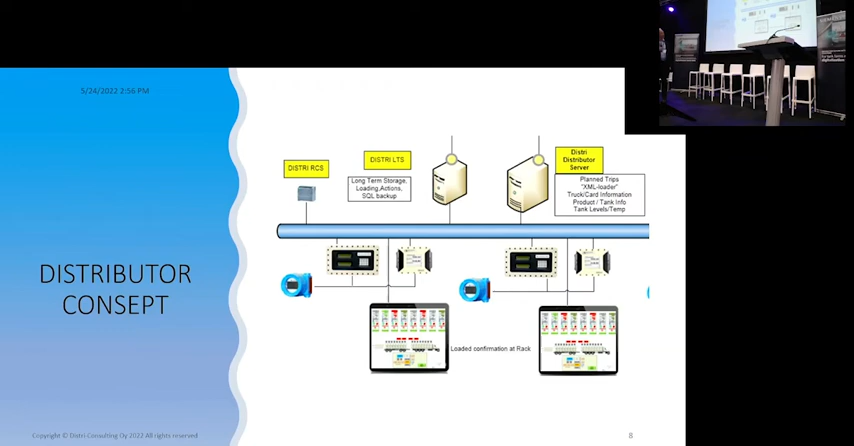 5/24/2022 2:56 PM
DISTRIBUTOR
CONSEPT
DISTRI RCS
DISTRI LTS
Long Term Storage,
Loading,Actions,
SQL backup
Distri
Distributor
Server
Planned Trips
"XML-loader"
Truck/Card Information
Product / Tank Info
Tank Levels/Temp
Loaded confirmation at Rack
Copyright © Distri Consulting Oy 2022 All rights reserved
8